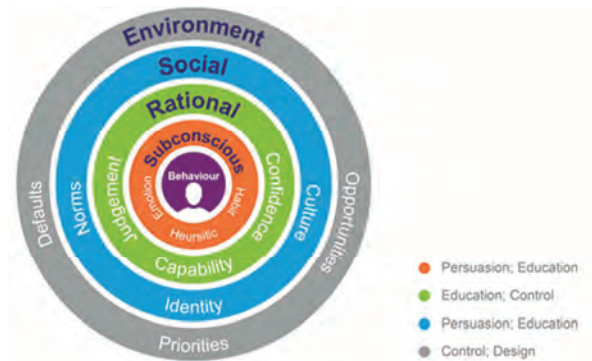 Environment
Social
Rational
Subconscious
Behaviour
Emotion
Habit
Heursitic
Judgement
Confidence
Capability
Norms
Culture
Identity
Defaults
Opportunities
Priorities
Persuasion; Education
Education; Control
Persuasion; Education
Control; Design